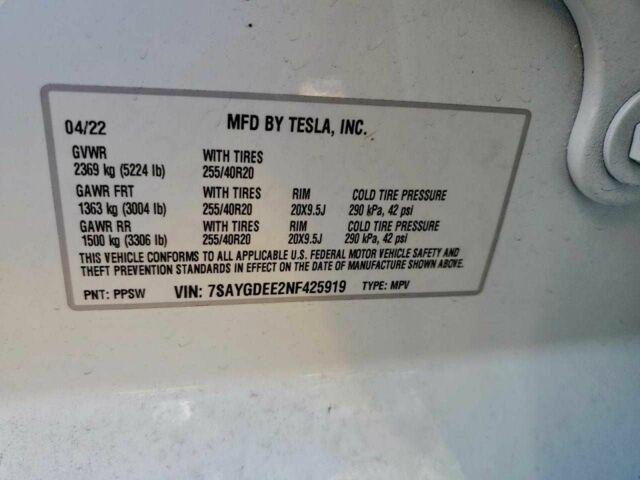 04/22 MFD BY TESLA, INC.
GVWR WITH TIRES
2369 kg (5224 lb) 255/40R20
GAWR FRT WITH TIRES RIM COLD TIRE PRESSURE
1363 kg (3004 lb) 255/40R20 20X9.5J 290 kPa, 42 psi
GAWR RR WITH TIRES RIM COLD TIRE PRESSURE
1500 kg (3306 lb) 255/40R20 20X9.5J 290 kPa, 42 psi
THIS VEHICLE CONFORMS TO ALL APPLICABLE U.S. FEDERAL MOTOR VEHICLE SAFETY AND
THEFT PREVENTION STANDARDS IN EFFECT ON THE DATE OF MANUFACTURE SHOWN ABOVE.
PNT: PPSW VIN: 7SAYGDEE2NF425919 TYPE: MPV